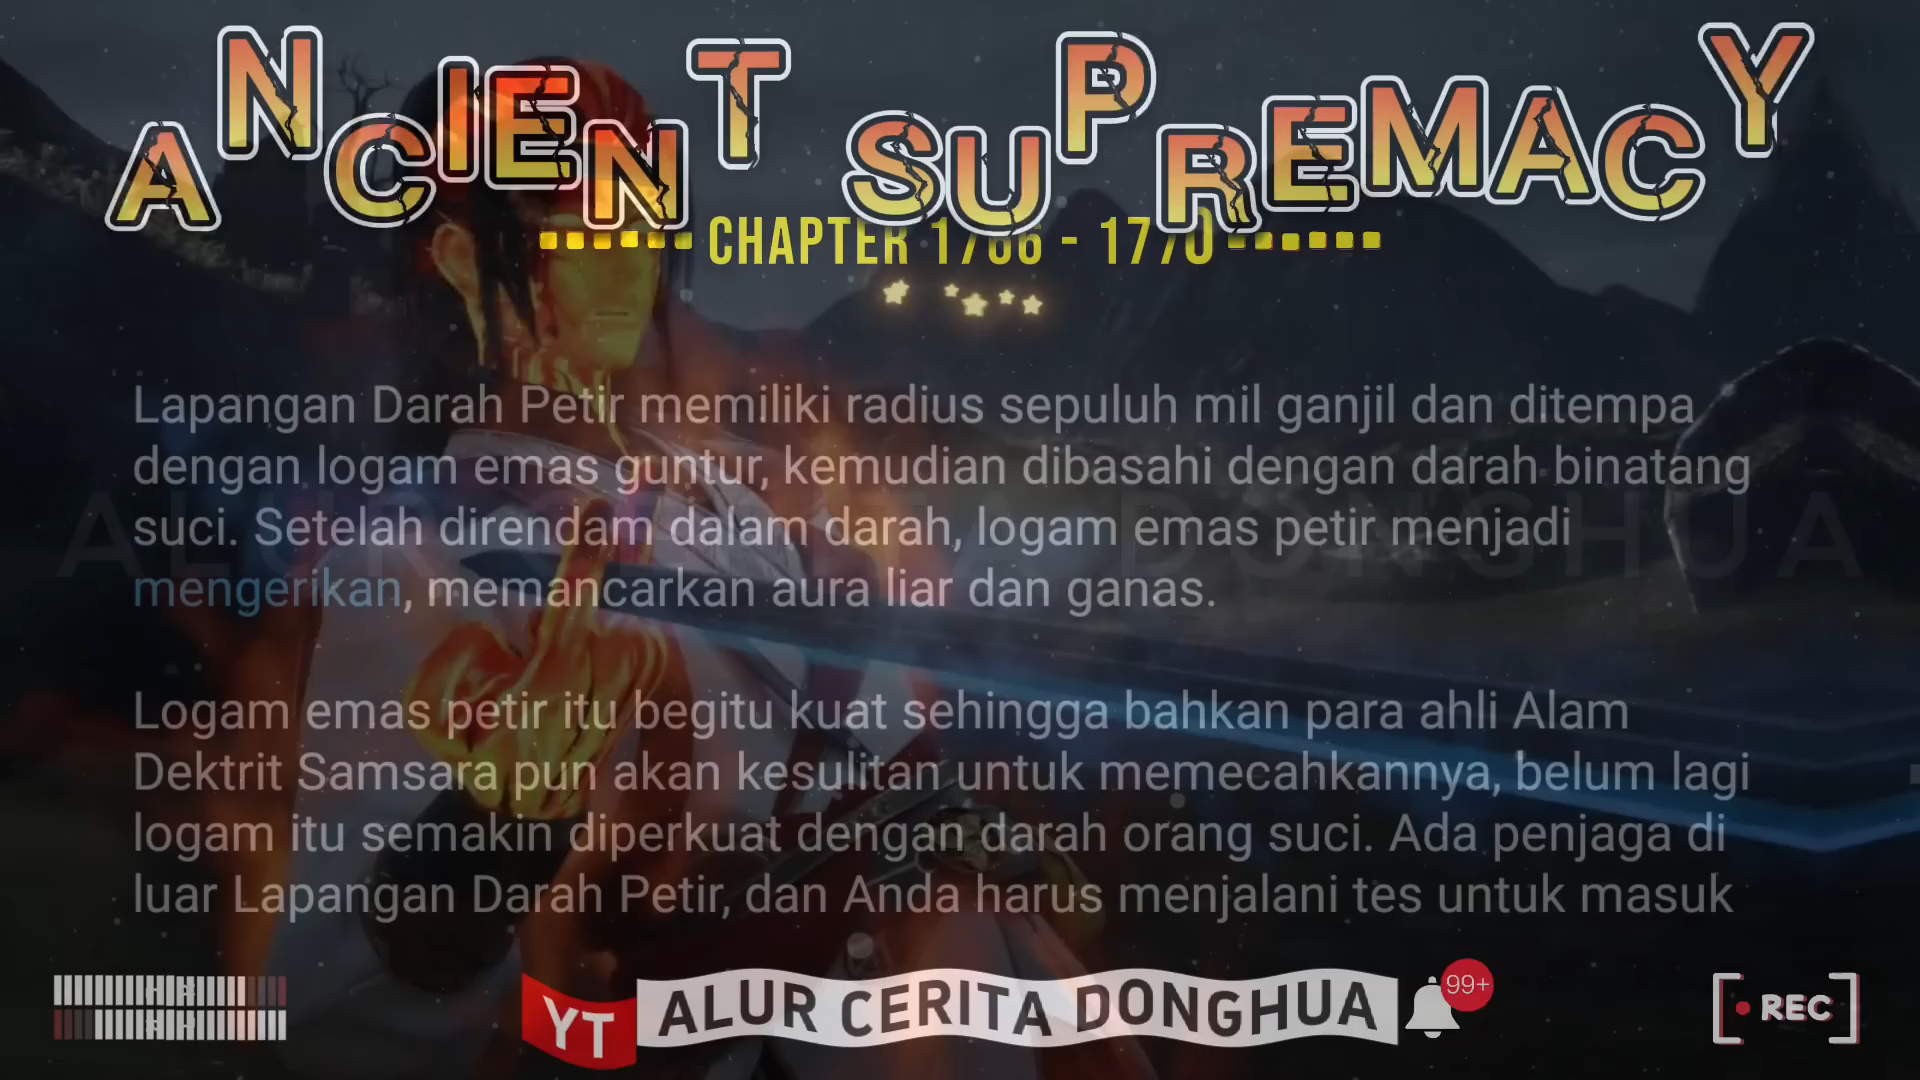 ANCIENT SUPREMACY
CHAPTER 1766 - 1770
Lapangan Darah Petir memiliki radius sepuluh mil ganjil dan ditempa
dengan logam emas guntur, kemudian dibasahi dengan darah binatang
suci. Setelah direndam dalam darah, logam emas petir menjadi
mengerikan, memancarkan aura liar dan ganas.
Logam emas petir itu begitu kuat sehingga bahkan para ahli Alam
Dektrit Samsara pun akan kesulitan untuk memecahkannya, belum lagi
logam itu semakin diperkuat dengan darah orang suci. Ada penjaga di
luar Lapangan Darah Petir, dan Anda harus menjalani tes untuk masuk
YT ALUR CERITA DONGHUA 99+
REC